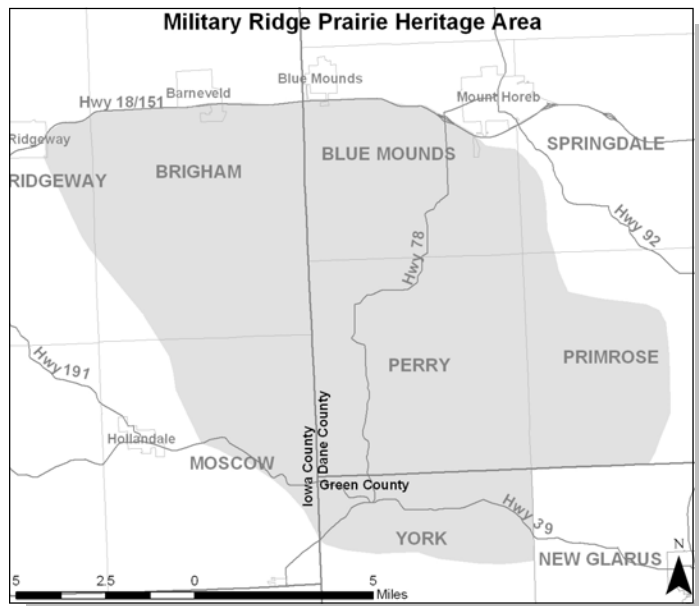 Military Ridge Prairie Heritage Area
Blue Mounds
Barneveld
Mount Horeb
Hwy 18/151
Ridgeway
SPRINGDALE
BLUE MOUNDS
BRIGHAM
RIDGEWAY
Hwy 92
Hwy 78
PERRY
PRIMROSE
Hwy 191
Hollandale
MOSCOW
Iowa County
Dane County
Green County
Hwy 39
YORK
NEW GLARUS
N
5 2.5 0 5
Miles